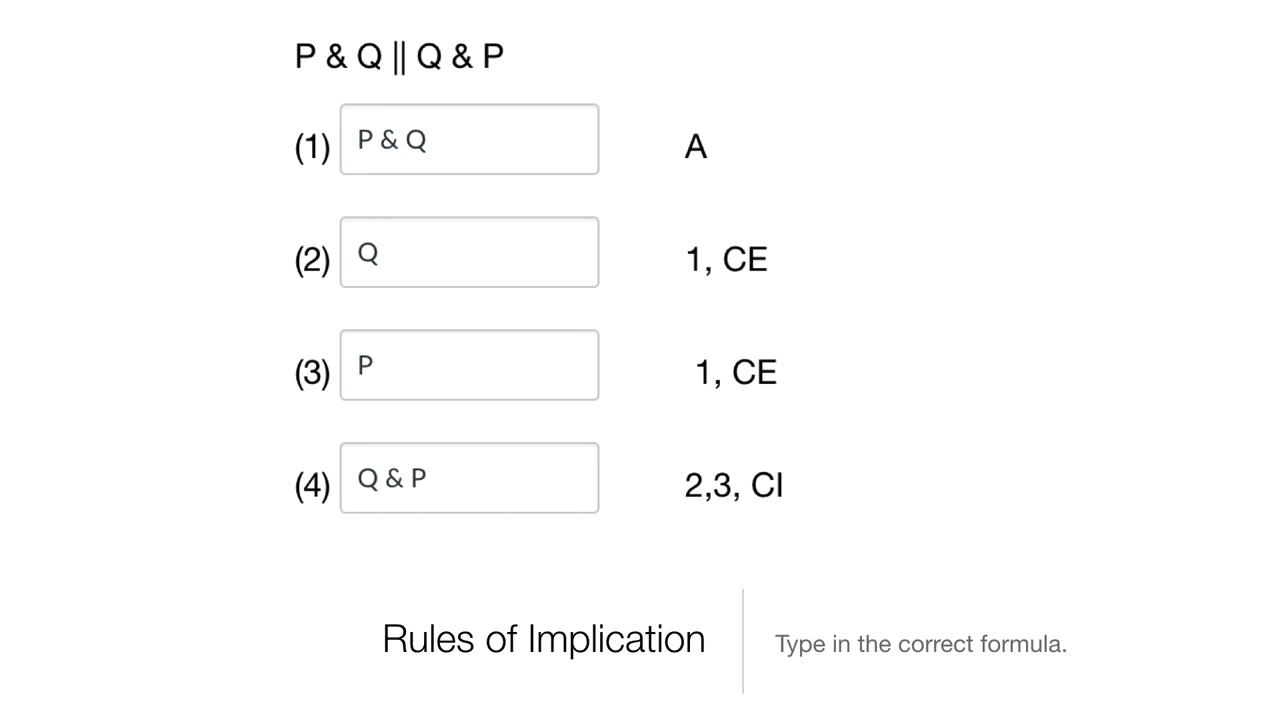 P & Q || Q & P
(1) P & Q A
(2) Q 1, CE
(3) P 1, CE
(4) Q & P 2,3, CI
Rules of Implication
Type in the correct formula.